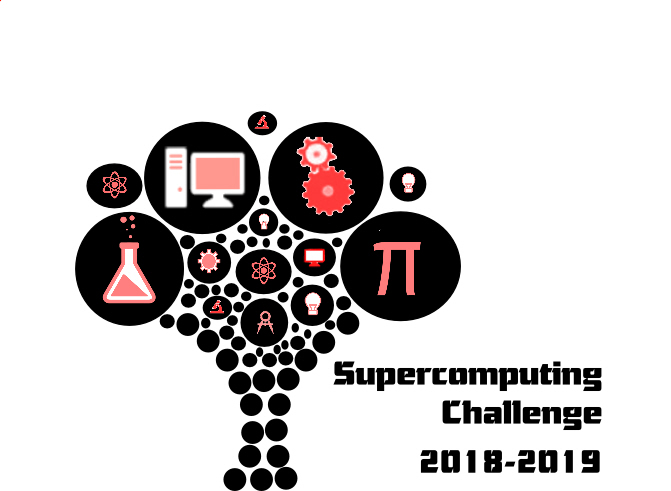 π
Supercomputing
Challenge
2018-2019